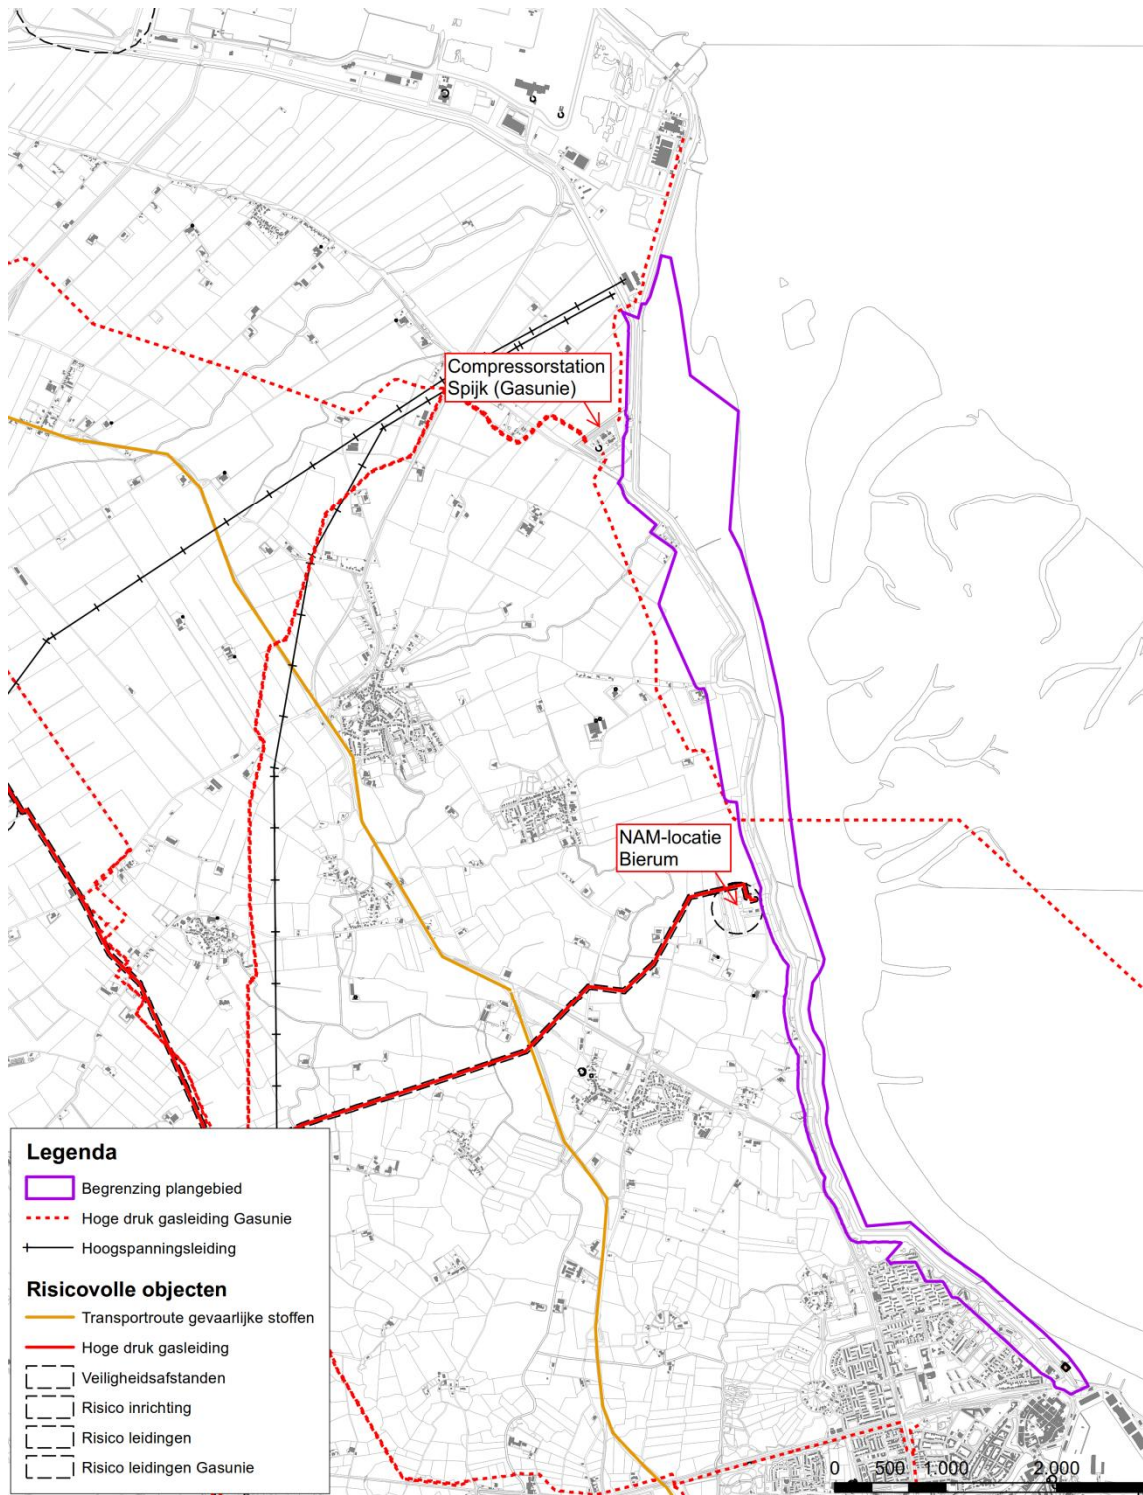 Compressorstation
Spijk (Gasunie)
NAM-locatie
Bierum
Legenda
Begrenzing plangebied
Hoge druk gasleiding Gasunie
Hoogspanningsleiding
Risicovolle objecten
Transportroute gevaarlijke stoffen
Hoge druk gasleiding
Veiligheidsafstanden
Risico inrichting
Risico leidingen
Risico leidingen Gasunie
0 500 1.000 2.000